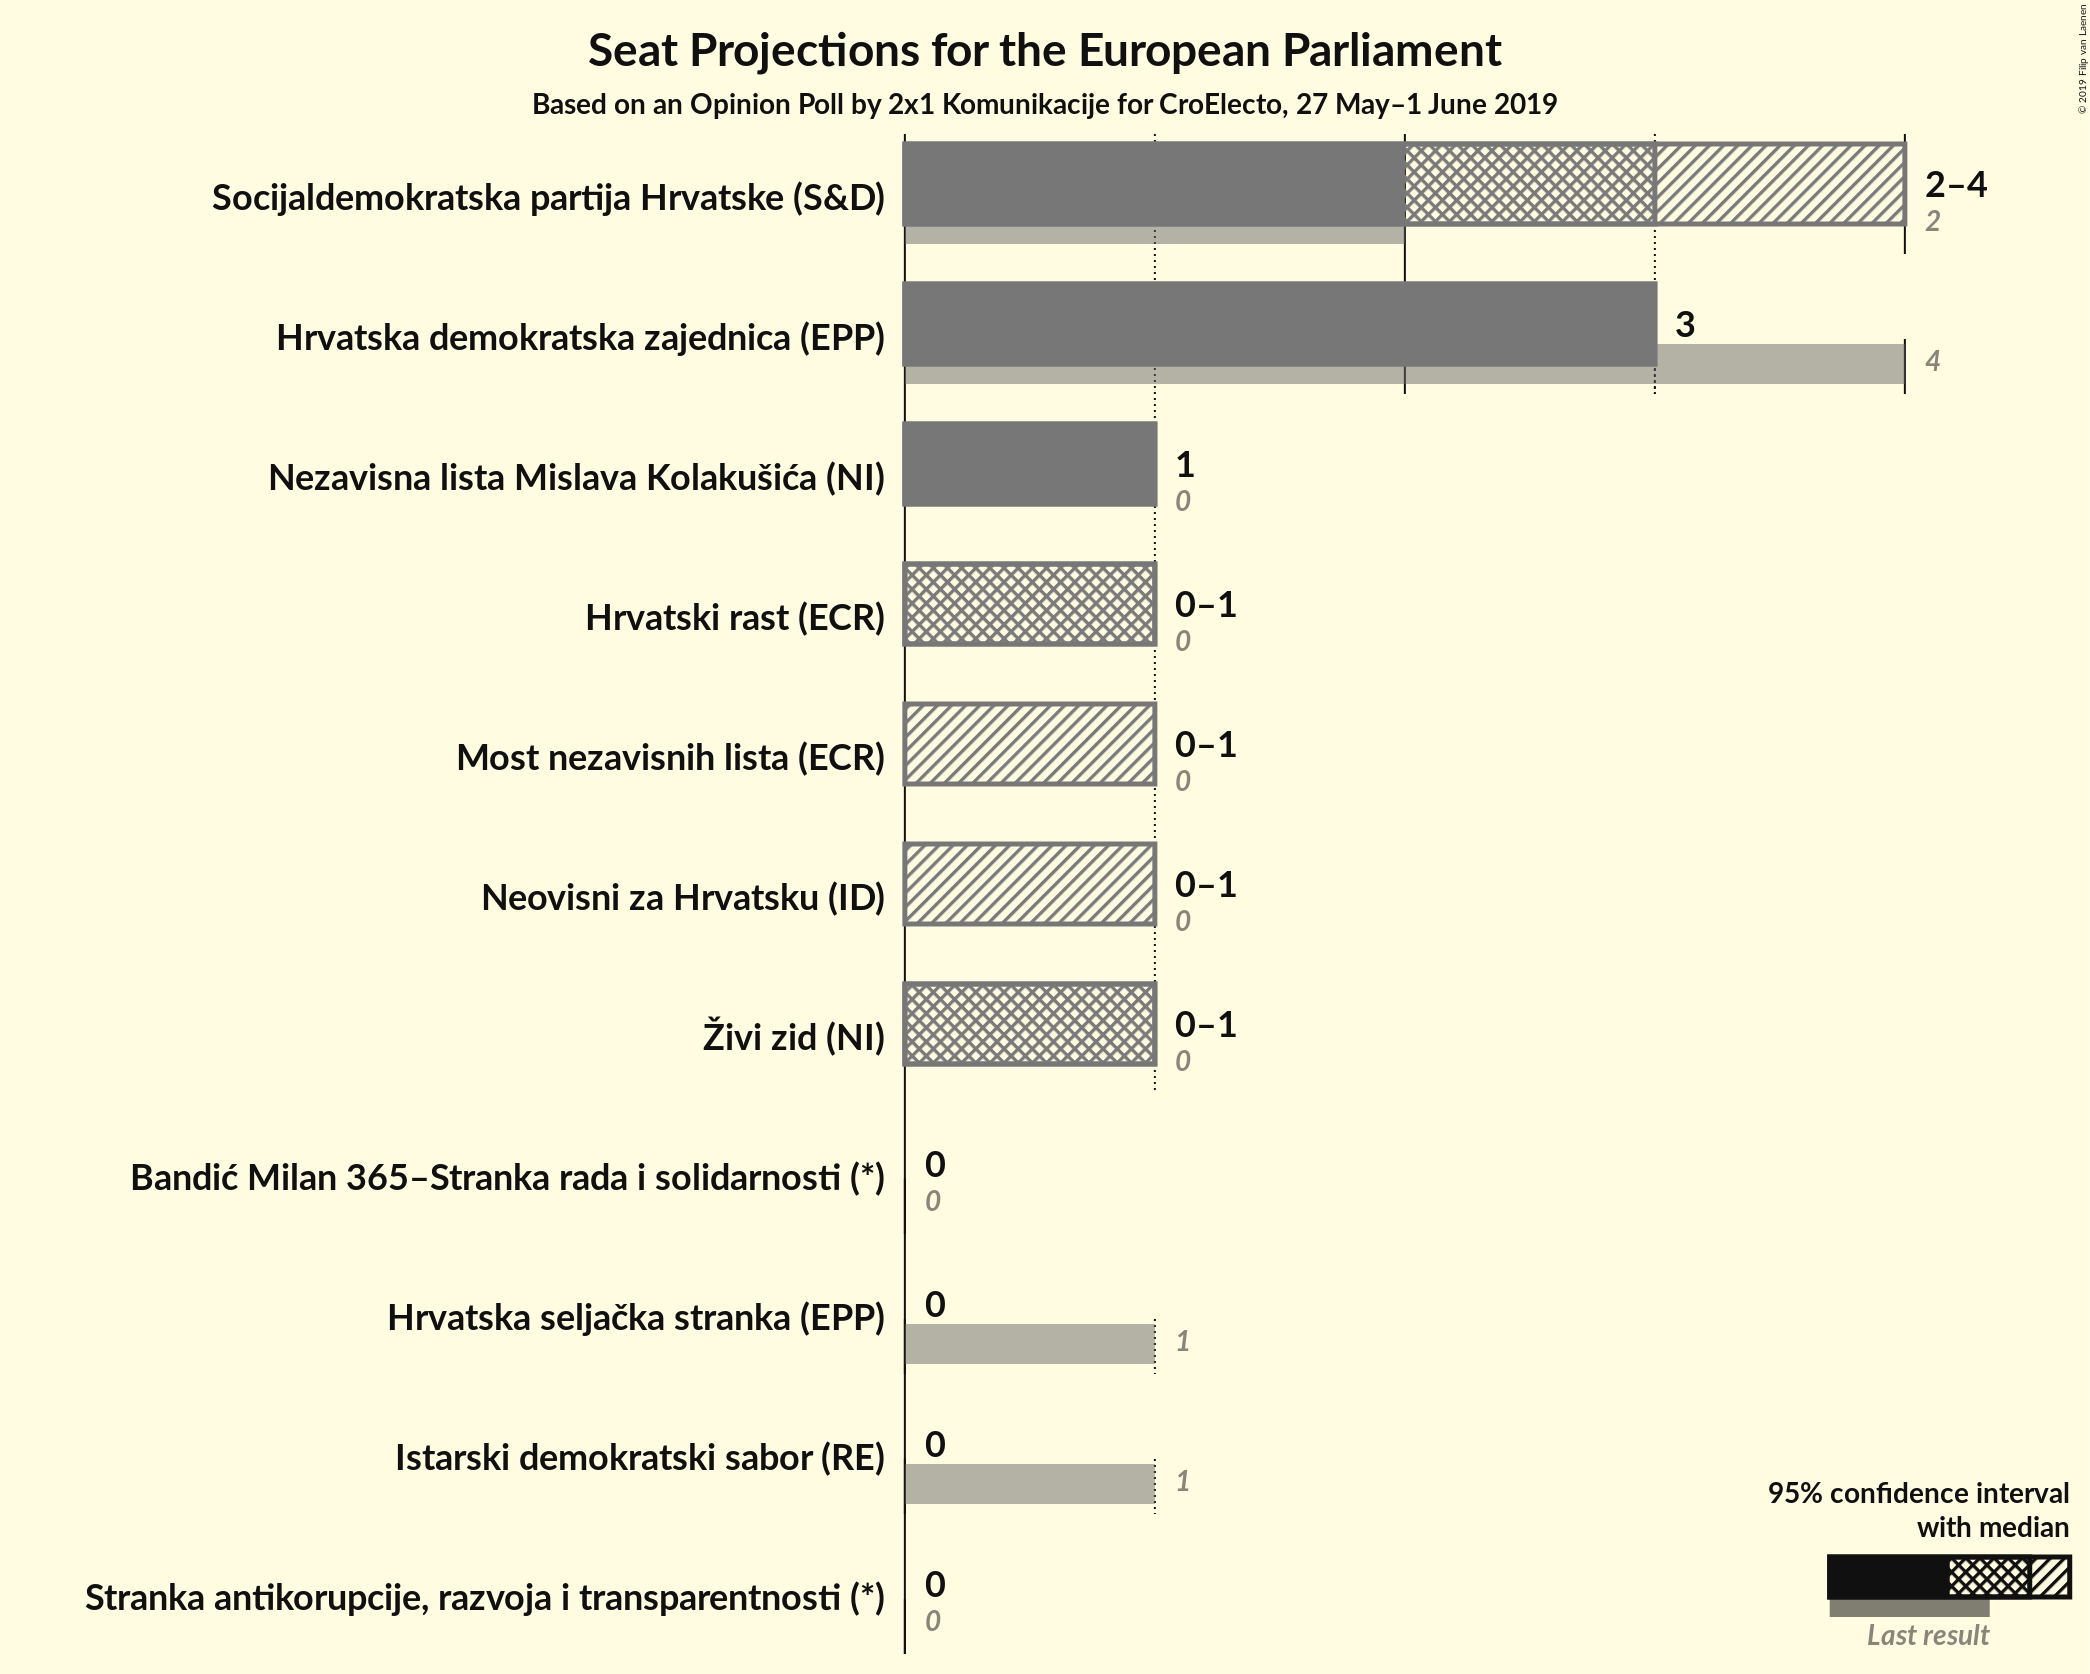 Seat Projections for the European Parliament
Based on an Opinion Poll by 2x1 Komunikacije for CroElecto, 27 May–1 June 2019
© 2019 Filip van Laenen
Socijaldemokratska partija Hrvatske (S&D)
2–4
2
Hrvatska demokratska zajednica (EPP)
3
4
Nezavisna lista Mislava Kolakušića (NI)
1
0
Hrvatski rast (ECR)
0–1
0
Most nezavisnih lista (ECR)
0–1
0
Neovisni za Hrvatsku (ID)
0–1
0
Živi zid (NI)
0–1
0
Bandić Milan 365–Stranka rada i solidarnosti (*)
0
0
Hrvatska seljačka stranka (EPP)
0
1
Istarski demokratski sabor (RE)
0
1
Stranka antikorupcije, razvoja i transparentnosti (*)
0
0
95% confidence interval
with median
Last result